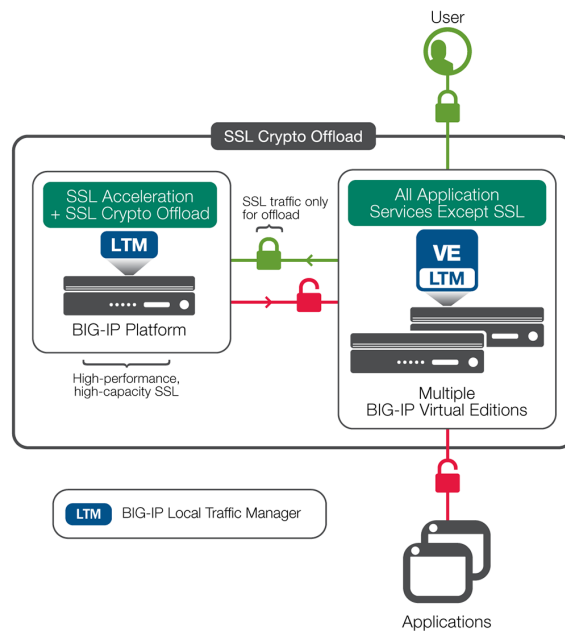 User
SSL Crypto Offload
SSL Acceleration
+ SSL Crypto Offload
LTM
BIG-IP Platform
High-performance,
high-capacity SSL
SSL traffic only
for offload
All Application
Services Except SSL
VE
LTM
Multiple
BIG-IP Virtual Editions
LTM BIG-IP Local Traffic Manager
Applications